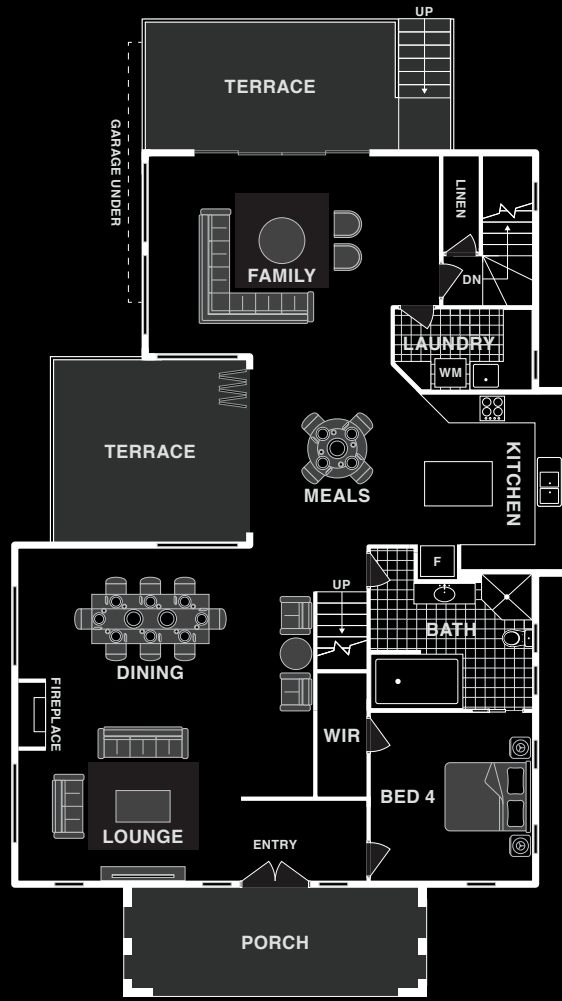 UP
TERRACE
GARAGE UNDER
LINEN
FAMILY
DN
LAUNDRY
WM
TERRACE
KITCHEN
MEALS
F
UP
BATH
DINING
FIREPLACE
WIR
BED 4
LOUNGE
ENTRY
PORCH